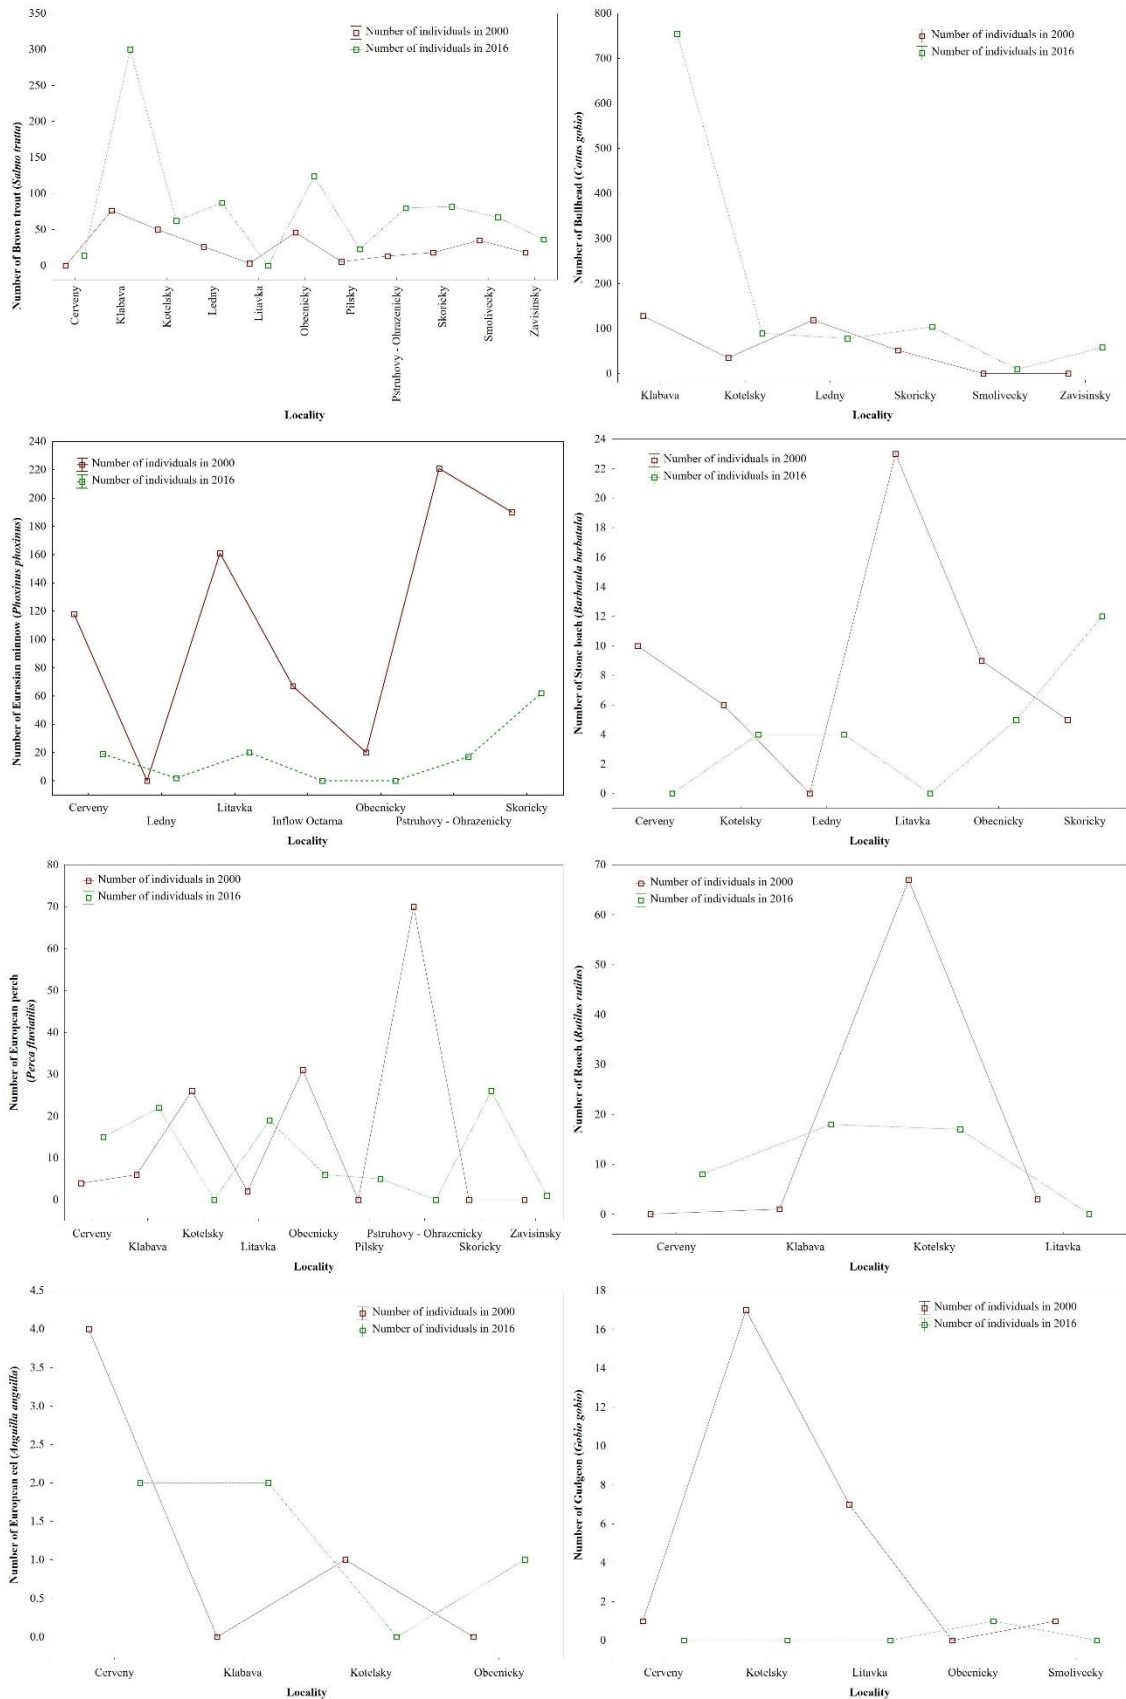 350
300
250
200
150
100
50
0
Number of Brown trout (Salmo trutta)
Number of individuals in 2000
Number of individuals in 2016
Cerveny
Klabava
Kotelsky
Ledny
Litavka
Obecnicky
Pilsky
Pstruhovy - Ohrazenicky
Skoricky
Smolivecky
Zavisinsky
Locality
800
700
600
500
400
300
200
100
0
Number of Bullhead (Cottus gobio)
Number of individuals in 2000
Number of individuals in 2016
Klabava Kotelsky Ledny Skoricky Smolivecky Zavisinsky
Locality
240
220
200
180
160
140
120
100
80
60
40
20
0
Number of Eurasian minnow (Phoxinus phoxinus)
Number of individuals in 2000
Number of individuals in 2016
Cerveny Litavka Obecnicky Skoricky
Ledny Inflow Octarna Pstruhovy - Ohrazenicky
Locality
24
22
20
18
16
14
12
10
8
6
4
2
0
Number of Stone loach (Barbatula barbatula)
Number of individuals in 2000
Number of individuals in 2016
Cerveny Kotelsky Ledny Litavka Obecnicky Skoricky
Locality
80
70
60
50
40
30
20
10
0
Number of European perch
(Perca fluviatilis)
Number of individuals in 2000
Number of individuals in 2016
Cerveny Kotelsky Obecnicky Pstruhovy - Ohrazenicky Zavisinsky
Klabava Litavka Pilsky Skoricky
Locality
70
60
50
40
30
20
10
0
Number of Roach (Rutilus rutilus)
Number of individuals in 2000
Number of individuals in 2016
Cerveny Klabava Kotelsky Litavka
Locality
4.5
4.0
3.5
3.0
2.5
2.0
1.5
1.0
0.5
0.0
Number of European eel (Anguilla anguilla)
Number of individuals in 2000
Number of individuals in 2016
Cerveny Klabava Kotelsky Obecnicky
Locality
18
16
14
12
10
8
6
4
2
0
Number of Gudgeon (Gobio gobio)
Number of individuals in 2000
Number of individuals in 2016
Cerveny Kotelsky Litavka Obecnicky Smolivecky
Locality